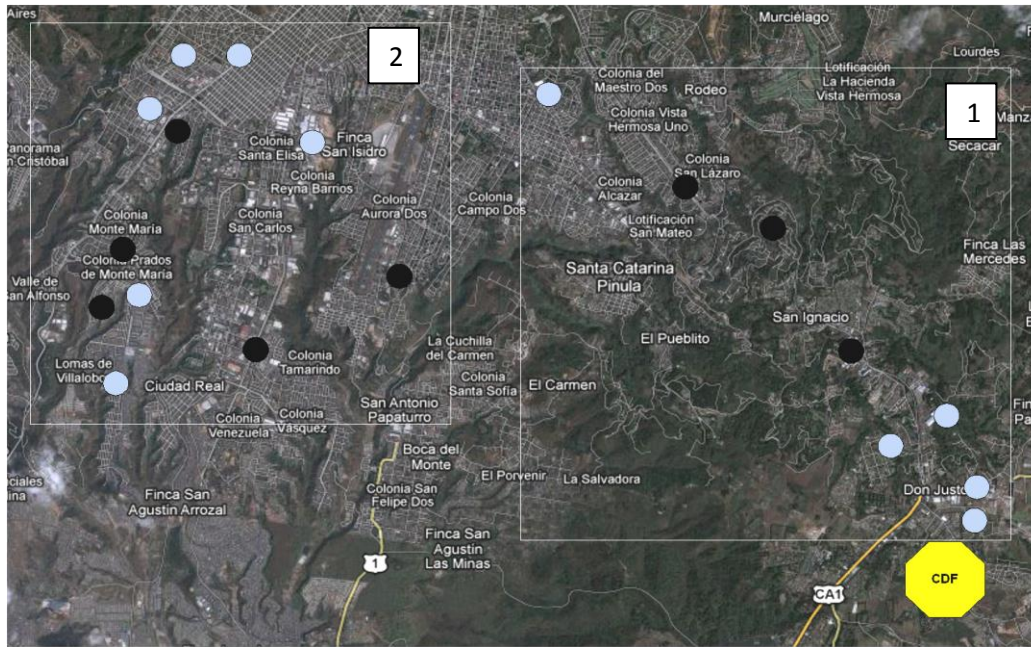 Aires
2
Murciélago
Lourdes
Colonia del
Maestro Dos
Rodeo
Lotificación
La Hacienda
Vista Hermosa
1
Manza
Secacar
Colonia Vista
Hermosa Uno
Panorama
n Cristóbal
Colonia
Santa Elisa
Finca
San Isidro
Colonia
Reyna Barrios
Colonia
San Lázaro
Colonia
Alcazar
Colonia
Aurora Dos
Colonia
Campo Dos
Colonia
Monte María
Colonia
San Carlos
Lotificación
San Mateo
Finca Las
Mercedes
Colonia Prados
de Monte María
Valle de
San Alfonso
Santa Catarina
Pinula
San Ignacio
El Pueblito
La Cuchilla
del Carmen
Lomas de
Villalobos
Ciudad Real
Colonia
Tamarindo
Colonia
Santa Sofía
El Carmen
San Antonio
Papaturro
Colonia
Venezuela
Colonia
Vásquez
Fin
Pa
Boca del
Monte
El Porvenir
La Salvadora
ciales
ina
Finca San
Agustin Arrozal
Colonia San
Felipe Dos
Don Justo
Finca San
Agustin
Las Minas
1
CDF
CA1